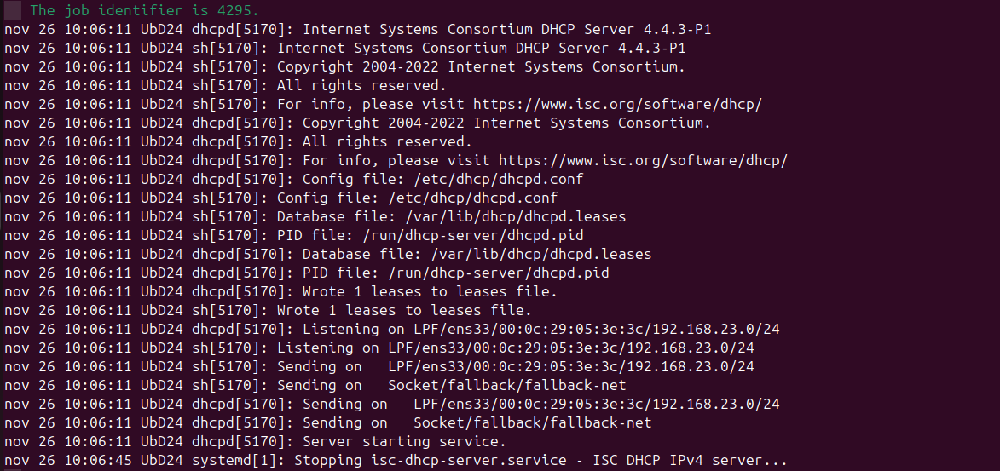 The job identifier is 4295.
nov 26 10:06:11 UbD24 dhcpd[5170]: Internet Systems Consortium DHCP Server 4.4.3-P1
nov 26 10:06:11 UbD24 sh[5170]: Internet Systems Consortium DHCP Server 4.4.3-P1
nov 26 10:06:11 UbD24 sh[5170]: Copyright 2004-2022 Internet Systems Consortium.
nov 26 10:06:11 UbD24 sh[5170]: All rights reserved.
nov 26 10:06:11 UbD24 sh[5170]: For info, please visit https://www.isc.org/software/dhcp/
nov 26 10:06:11 UbD24 dhcpd[5170]: Copyright 2004-2022 Internet Systems Consortium.
nov 26 10:06:11 UbD24 dhcpd[5170]: All rights reserved.
nov 26 10:06:11 UbD24 dhcpd[5170]: For info, please visit https://www.isc.org/software/dhcp/
nov 26 10:06:11 UbD24 dhcpd[5170]: Config file: /etc/dhcp/dhcpd.conf
nov 26 10:06:11 UbD24 sh[5170]: Config file: /etc/dhcp/dhcpd.conf
nov 26 10:06:11 UbD24 sh[5170]: Database file: /var/lib/dhcp/dhcpd.leases
nov 26 10:06:11 UbD24 sh[5170]: PID file: /run/dhcp-server/dhcpd.pid
nov 26 10:06:11 UbD24 dhcpd[5170]: Database file: /var/lib/dhcp/dhcpd.leases
nov 26 10:06:11 UbD24 dhcpd[5170]: PID file: /run/dhcp-server/dhcpd.pid
nov 26 10:06:11 UbD24 dhcpd[5170]: Wrote 1 leases to leases file.
nov 26 10:06:11 UbD24 sh[5170]: Wrote 1 leases to leases file.
nov 26 10:06:11 UbD24 dhcpd[5170]: Listening on LPF/ens33/00:0c:29:05:3e:3c/192.168.23.0/24
nov 26 10:06:11 UbD24 sh[5170]: Listening on LPF/ens33/00:0c:29:05:3e:3c/192.168.23.0/24
nov 26 10:06:11 UbD24 sh[5170]: Sending on   LPF/ens33/00:0c:29:05:3e:3c/192.168.23.0/24
nov 26 10:06:11 UbD24 sh[5170]: Sending on   Socket/fallback/fallback-net
nov 26 10:06:11 UbD24 dhcpd[5170]: Sending on   LPF/ens33/00:0c:29:05:3e:3c/192.168.23.0/24
nov 26 10:06:11 UbD24 dhcpd[5170]: Sending on   Socket/fallback/fallback-net
nov 26 10:06:11 UbD24 dhcpd[5170]: Server starting service.
nov 26 10:06:45 UbD24 systemd[1]: Stopping isc-dhcp-server.service - ISC DHCP IPv4 server...